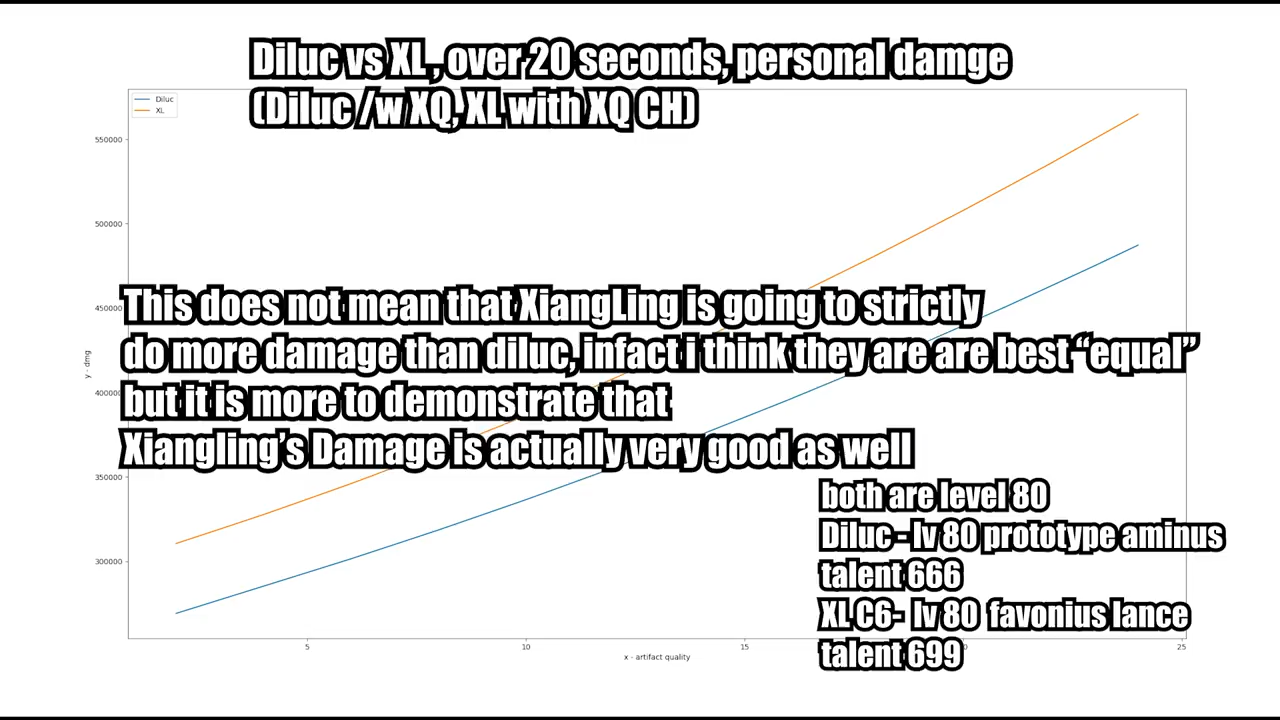 Diluc vs XL , over 20 seconds, personal damge
(Diluc /w XQ, XL with XQ CH)
Diluc
XL
550000
500000
450000
400000
350000
300000
y - dmg
This does not mean that XiangLing is going to strictly
do more damage than diluc, infact i think they are are best “equal”
but it is more to demonstrate that
Xiangling’s Damage is actually very good as well
both are level 80
Diluc - lv 80 prototype aminus
talent 666
XL C6- lv 80 favonius lance
talent 699
5
10
15
25
x - artifact quality